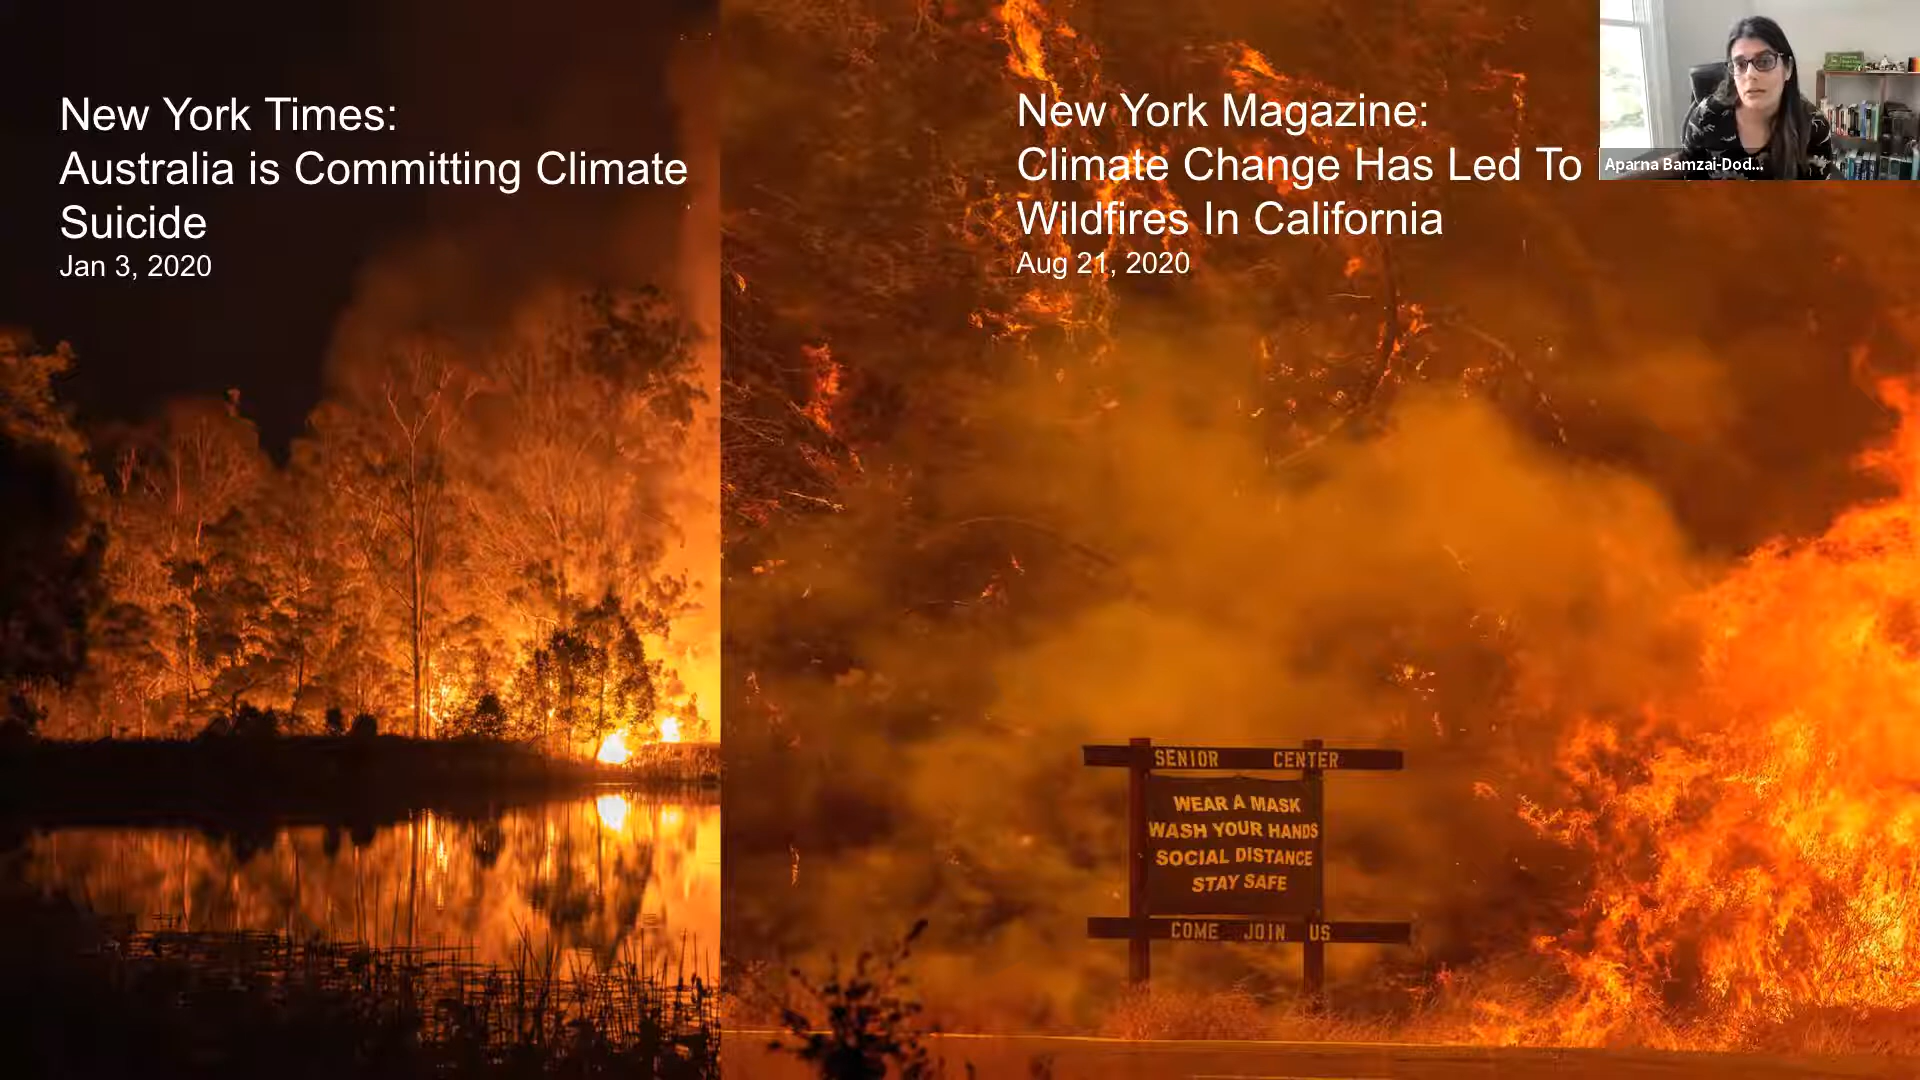 New York Times:
Australia is Committing Climate
Suicide
Jan 3, 2020
New York Magazine:
Climate Change Has Led To
Wildfires In California
Aug 21, 2020
Aparna Bamzai-Dod...
SENIOR CENTER
WEAR A MASK
WASH YOUR HANDS
SOCIAL DISTANCE
STAY SAFE
COME JOIN US